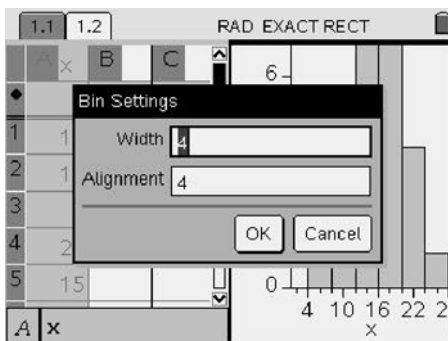 1.1 1.2 RAD EXACT RECT
A x B C
◆
1 1
2 1
3
4 2
5 15
A x
6
0
4 10 16 22 2
x
Bin Settings
Width 4
Alignment 4
OK Cancel